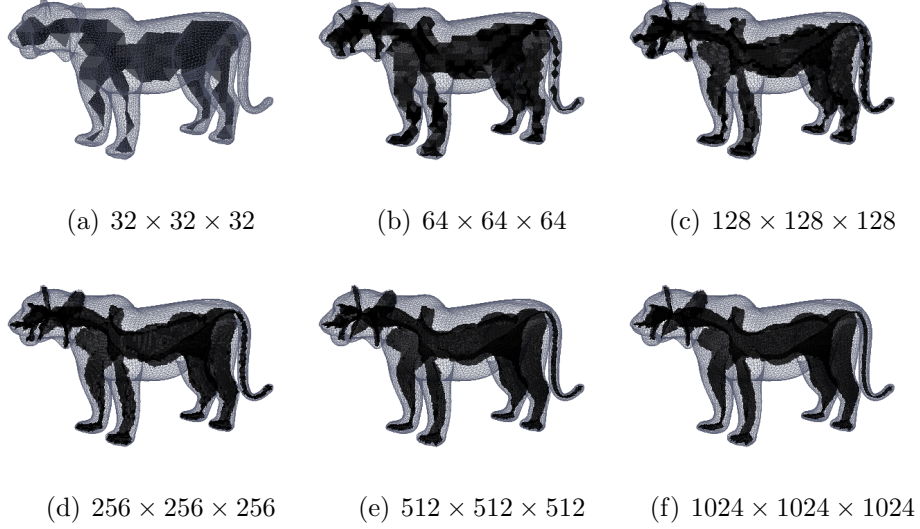 (a) 32 × 32 × 32
(b) 64 × 64 × 64
(c) 128 × 128 × 128
(d) 256 × 256 × 256
(e) 512 × 512 × 512
(f) 1024 × 1024 × 1024